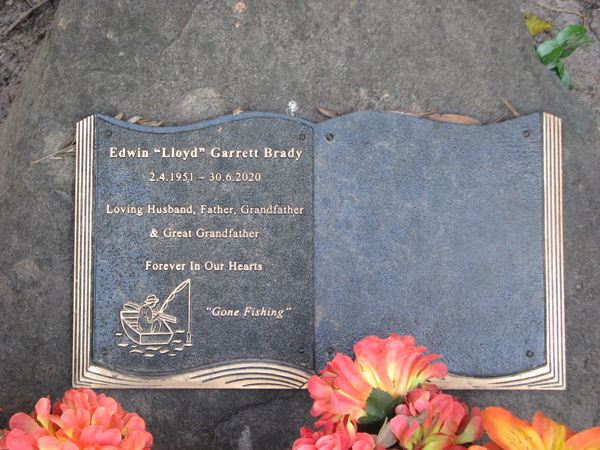 Edwin “Lloyd” Garrett Brady
2.4.1951 – 30.6.2020
Loving Husband, Father, Grandfather
& Great Grandfather
Forever In Our Hearts
"Gone Fishing"